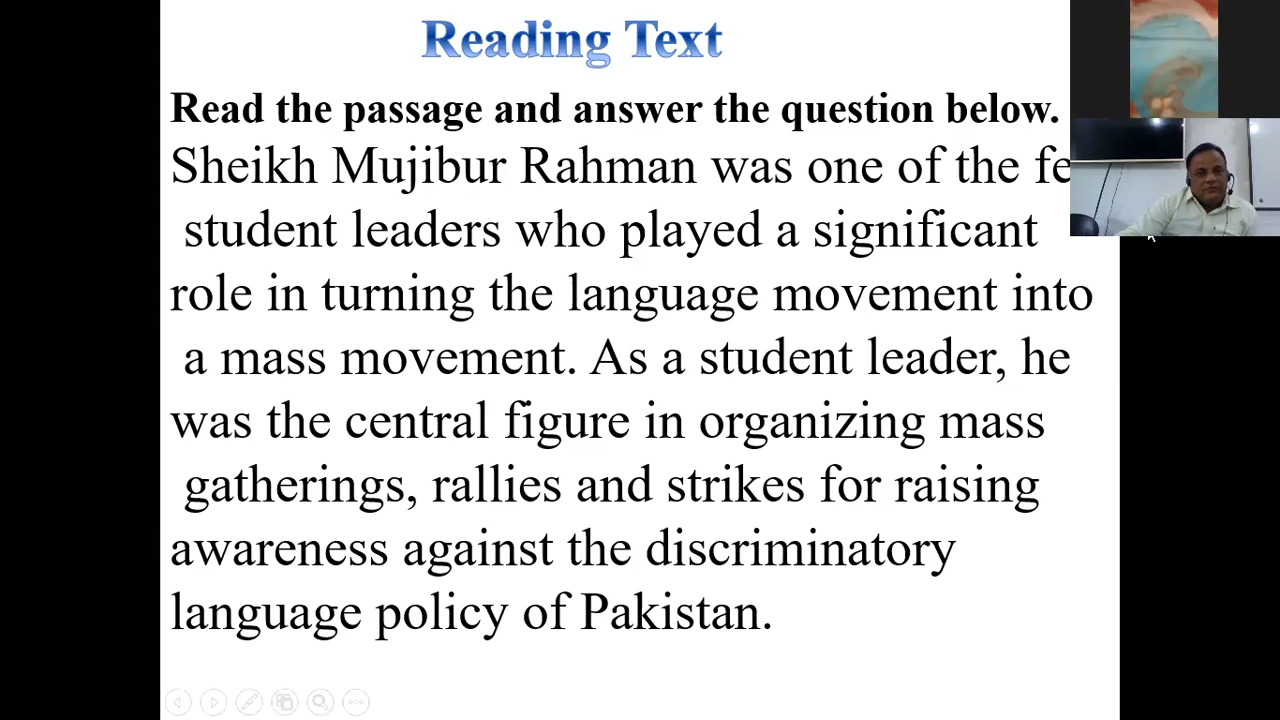 Reading Text
Read the passage and answer the question below.
Sheikh Mujibur Rahman was one of the
student leaders who played a significant
role in turning the language movement into
a mass movement. As a student leader, he
was the central figure in organizing mass
gatherings, rallies and strikes for raising
awareness against the discriminatory
language policy of Pakistan.